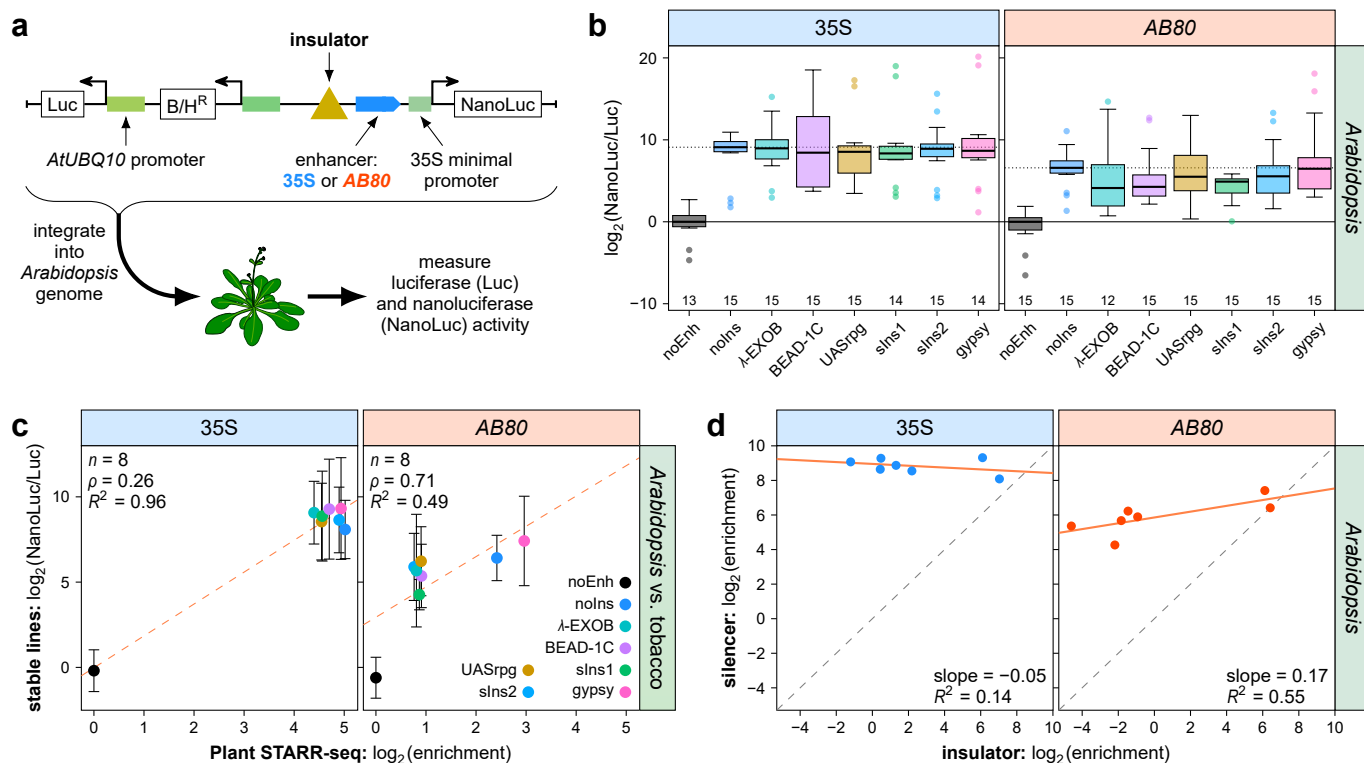 a
insulator
Luc
B/H^R
NanoLuc
AtUBQ10 promoter
enhancer:
35S or AB80
35S minimal
promoter
integrate
into
Arabidopsis
genome
measure
luciferase (Luc)
and nanoluciferase
(NanoLuc) activity
b
35S
AB80
Arabidopsis
log₂(NanoLuc/Luc)
20
10
0
−10
13 15 15 15 15 14 15 14
15 15 12 15 15 15 15 15
noEnh noIns λ-EXOB BEAD-1C UASrpg sIns1 sIns2 gypsy
noEnh noIns λ-EXOB BEAD-1C UASrpg sIns1 sIns2 gypsy
c
35S
AB80
Arabidopsis vs. tobacco
stable lines: log₂(NanoLuc/Luc)
10
5
0
n = 8
ρ = 0.26
R² = 0.96
n = 8
ρ = 0.71
R² = 0.49
noEnh
noIns
λ-EXOB
BEAD-1C
UASrpg
sIns1
sIns2
gypsy
0 1 2 3 4 5
0 1 2 3 4 5
Plant STARR-seq: log₂(enrichment)
d
35S
AB80
Arabidopsis
silencer: log₂(enrichment)
10
8
6
4
2
0
−2
−4
slope = −0.05
R² = 0.14
slope = 0.17
R² = 0.55
−4 −2 0 2 4 6 8 10
−4 −2 0 2 4 6 8 10
insulator: log₂(enrichment)